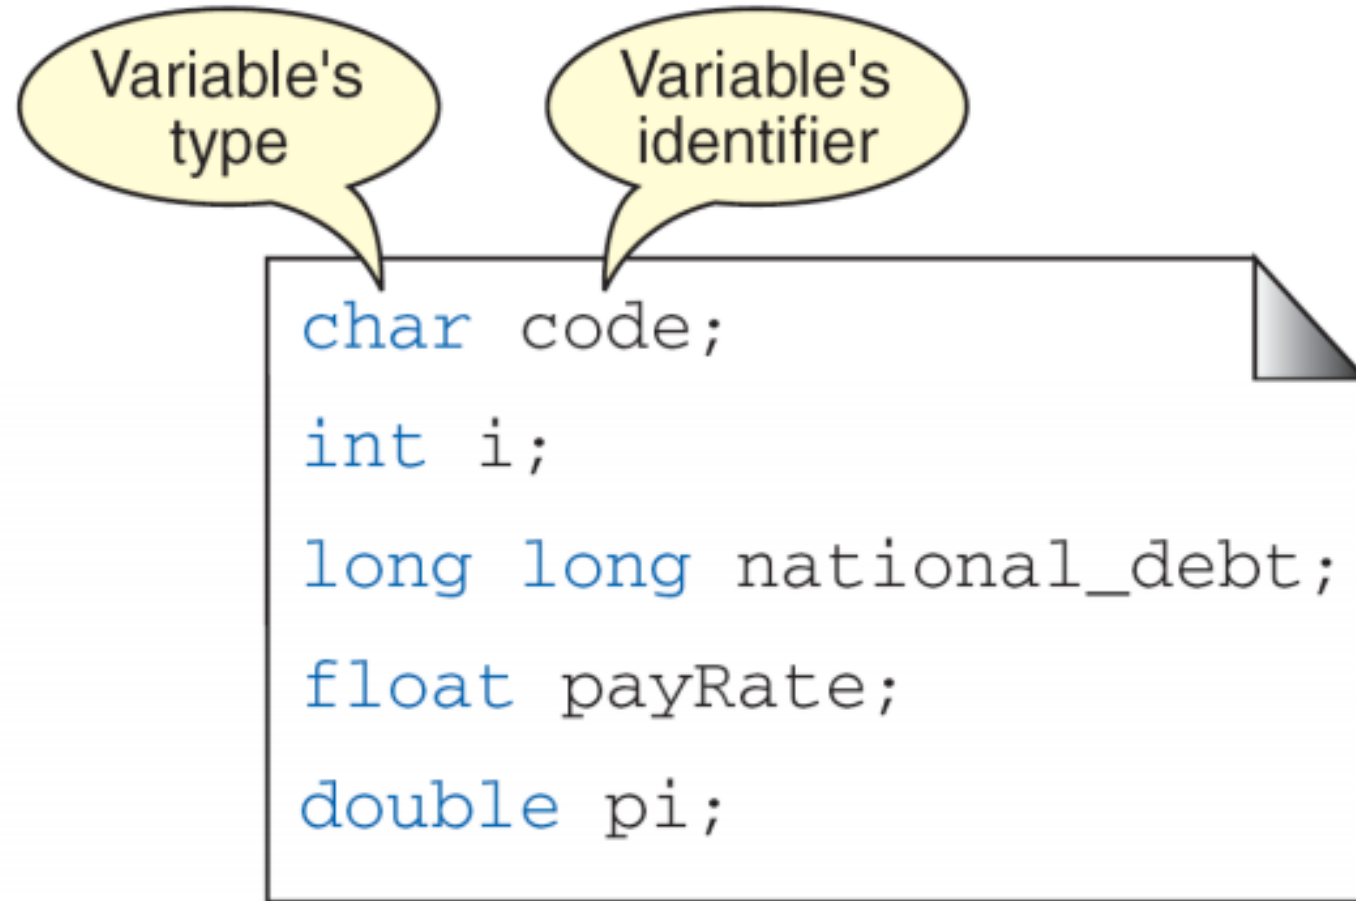 Variable's
type
Variable's
identifier
char code;
int i;
long long national_debt;
float payRate;
double pi;